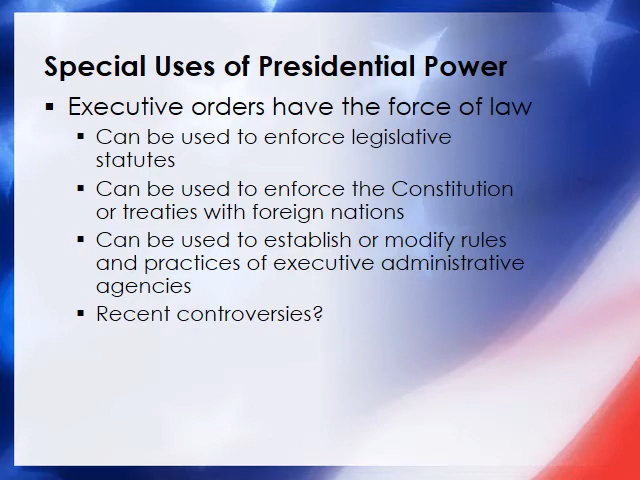 Special Uses of Presidential Power
▪ Executive orders have the force of law
▪ Can be used to enforce legislative
statutes
▪ Can be used to enforce the Constitution
or treaties with foreign nations
▪ Can be used to establish or modify rules
and practices of executive administrative
agencies
▪ Recent controversies?